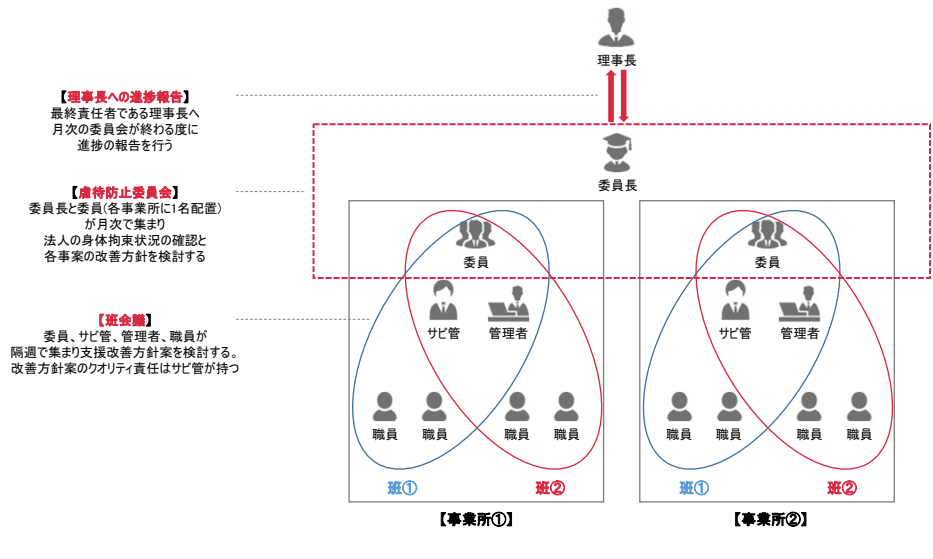 理事長
【理事長への進捗報告】
最終責任者である理事長へ
月次の委員会が終わる度に
進捗の報告を行う
委員長
【虐待防止委員会】
委員長と委員(各事業所に1名配置)
が月次で集まり
法人の身体拘束状況の確認と
各事案の改善方針を検討する
委員
委員
【班会議】
委員、サビ管、管理者、職員が
隔週で集まり支援改善方針案を検討する。
改善方針案のクオリティ責任はサビ管が持つ
サビ管 管理者
サビ管 管理者
職員 職員 職員 職員
職員 職員 職員 職員
班① 班②
班① 班②
【事業所①】
【事業所②】